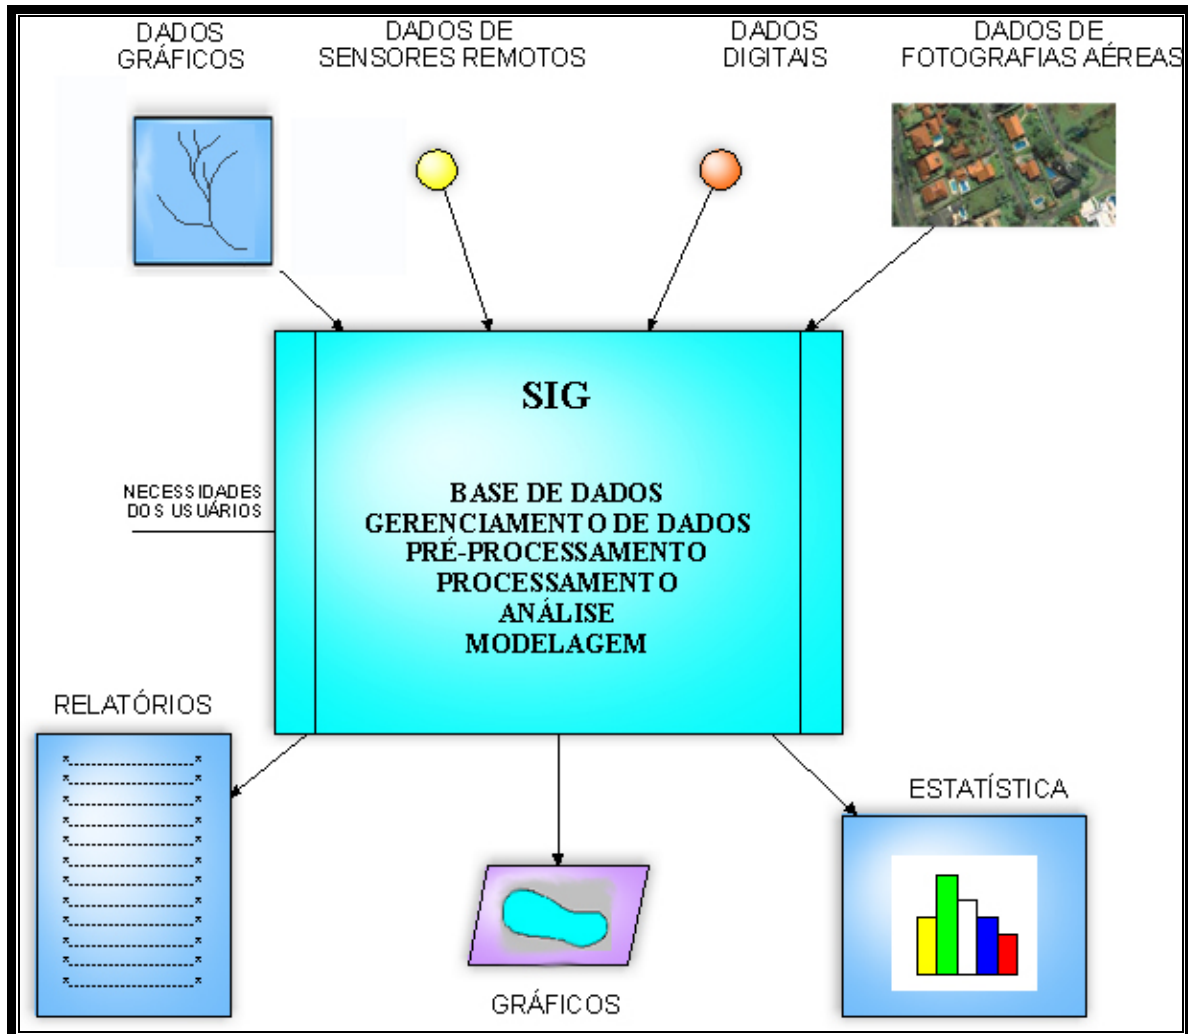 DADOS
GRÁFICOS
DADOS DE
SENSORES REMOTOS
DADOS
DIGITAIS
DADOS DE
FOTOGRAFIAS AÉREAS
SIG
NECESSIDADES
DOS USUÁRIOS
BASE DE DADOS
GERENCIAMENTO DE DADOS
PRÉ-PROCESSAMENTO
PROCESSAMENTO
ANÁLISE
MODELAGEM
RELATÓRIOS
ESTATÍSTICA
GRÁFICOS